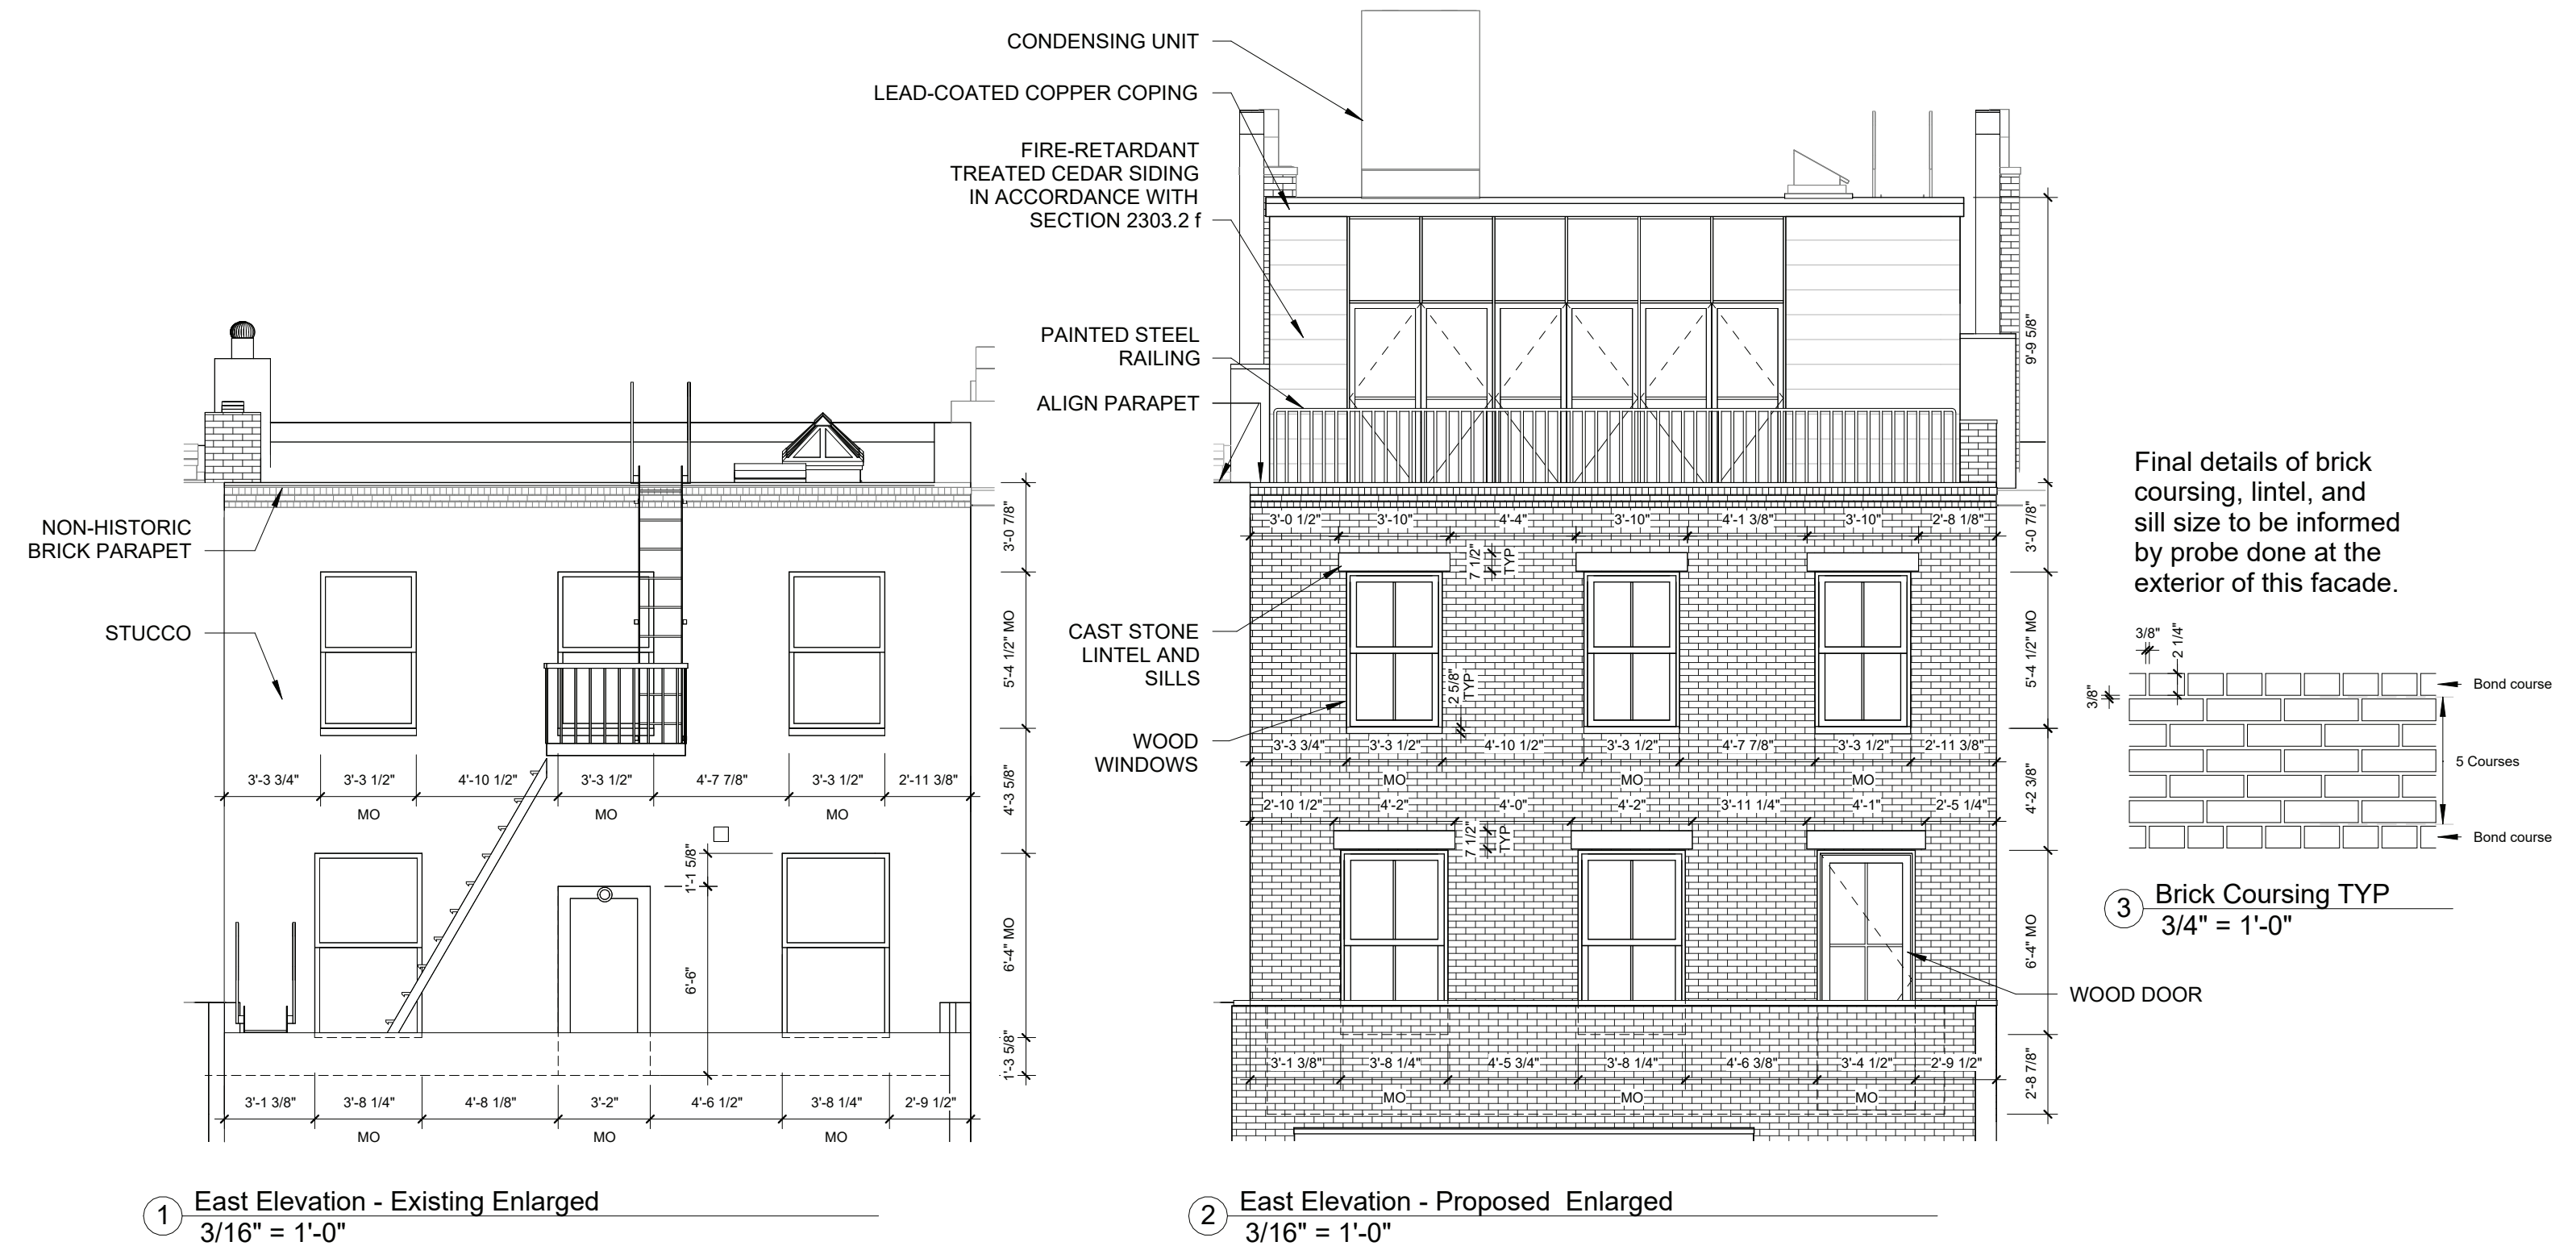 CONDENSING UNIT
LEAD-COATED COPPER COPING
FIRE-RETARDANT
TREATED CEDAR SIDING
IN ACCORDANCE WITH
SECTION 2303.2 f
PAINTED STEEL
RAILING
ALIGN PARAPET
CAST STONE
LINTEL AND
SILLS
WOOD
WINDOWS
NON-HISTORIC
BRICK PARAPET
STUCCO
3'-0 7/8"
5'-4 1/2" MO
4'-3 5/8"
6'-4" MO
1'-3 5/8"
3'-3 3/4" 3'-3 1/2" 4'-10 1/2" 3'-3 1/2" 4'-7 7/8" 3'-3 1/2" 2'-11 3/8"
MO MO MO
1'-1 5/8"
6'-6"
3'-1 3/8" 3'-8 1/4" 4'-8 1/8" 3'-2" 4'-6 1/2" 3'-8 1/4" 2'-9 1/2"
MO MO MO
1 East Elevation - Existing Enlarged
3/16" = 1'-0"
9'-9 5/8"
3'-0 7/8"
5'-4 1/2" MO
4'-2 3/8"
6'-4" MO
2'-8 7/8"
3'-0 1/2" 3'-10" 4'-4" 3'-10" 4'-1 3/8" 3'-10" 2'-8 1/8"
7 1/2"
TYP
2 5/8"
TYP
3'-3 3/4" 3'-3 1/2" 4'-10 1/2" 3'-3 1/2" 4'-7 7/8" 3'-3 1/2" 2'-11 3/8"
MO MO MO
2'-10 1/2" 4'-2" 4'-0" 4'-2" 3'-11 1/4" 4'-1" 2'-5 1/4"
7 1/2"
TYP
WOOD DOOR
3'-1 3/8" 3'-8 1/4" 4'-5 3/4" 3'-8 1/4" 4'-6 3/8" 3'-4 1/2" 2'-9 1/2"
MO MO MO
2 East Elevation - Proposed Enlarged
3/16" = 1'-0"
Final details of brick
coursing, lintel, and
sill size to be informed
by probe done at the
exterior of this facade.
3/8"
2 1/4"
3/8"
Bond course
5 Courses
Bond course
3 Brick Coursing TYP
3/4" = 1'-0"